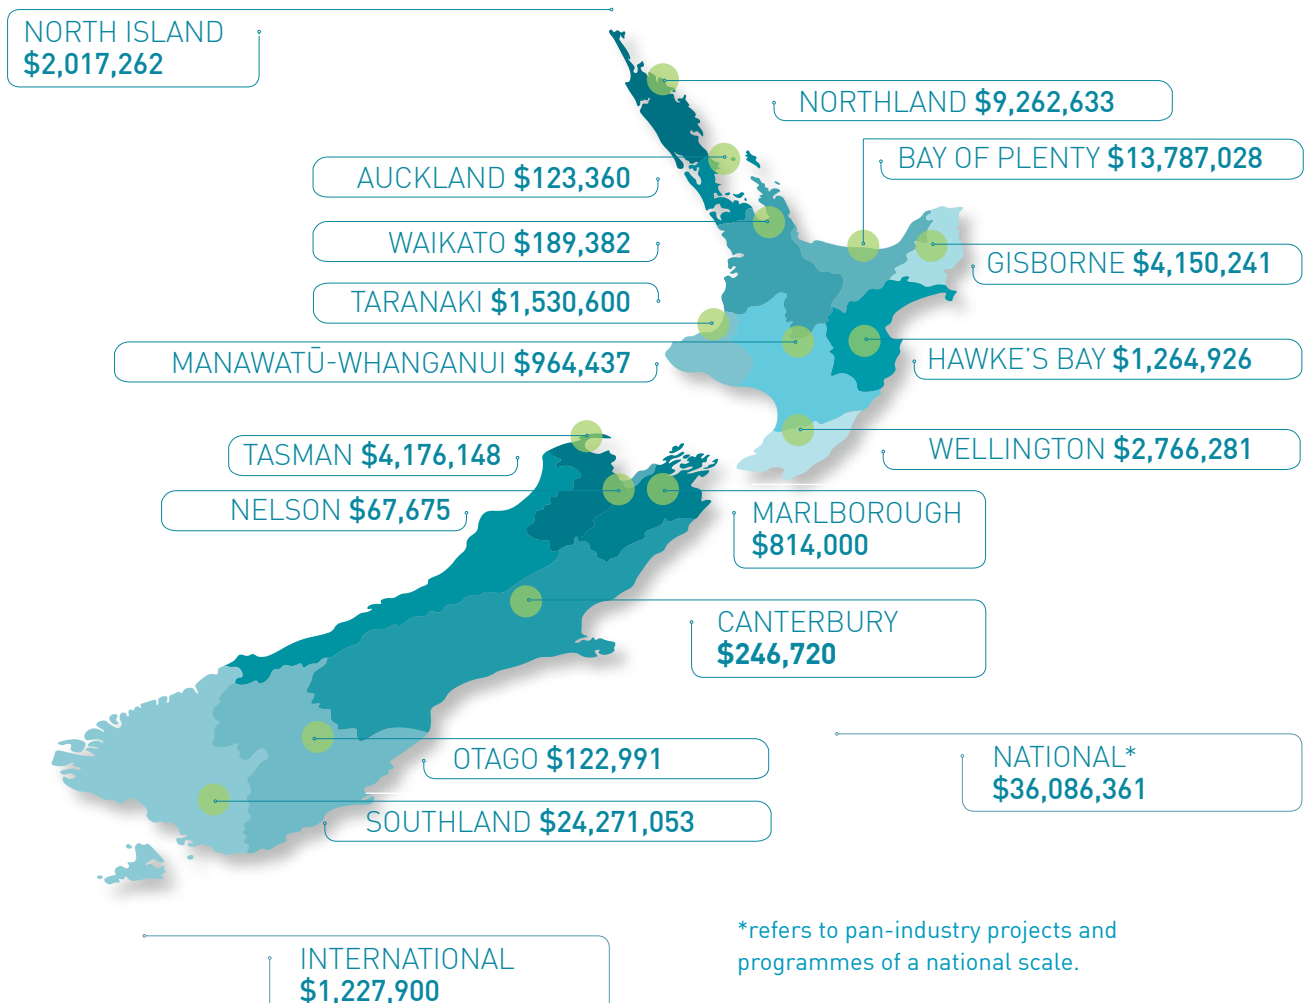 NORTH ISLAND
$2,017,262
NORTHLAND $9,262,633
BAY OF PLENTY $13,787,028
AUCKLAND $123,360
WAIKATO $189,382
GISBORNE $4,150,241
TARANAKI $1,530,600
MANAWATŪ-WHANGANUI $964,437
HAWKE'S BAY $1,264,926
WELLINGTON $2,766,281
TASMAN $4,176,148
NELSON $67,675
MARLBOROUGH
$814,000
CANTERBURY
$246,720
OTAGO $122,991
NATIONAL*
$36,086,361
SOUTHLAND $24,271,053
*refers to pan-industry projects and
programmes of a national scale.
INTERNATIONAL
$1,227,900